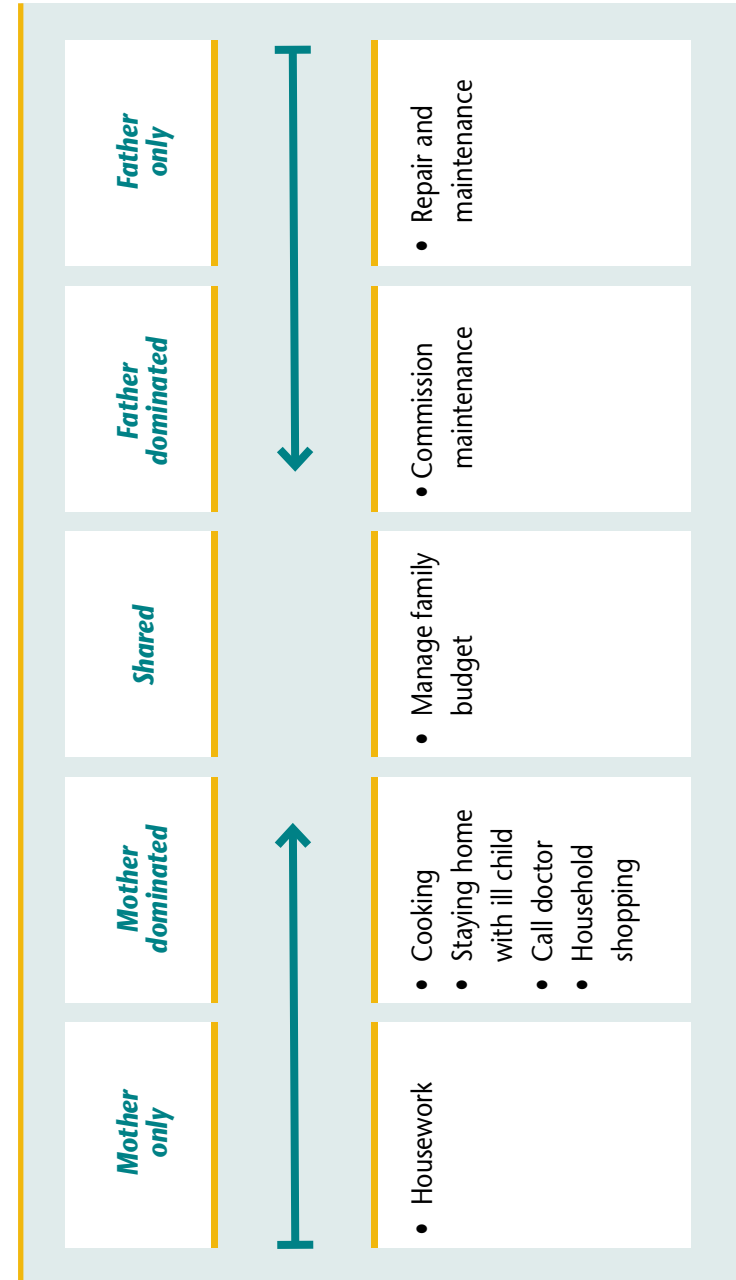 Mother
only
Mother
dominated
Shared
Father
dominated
Father
only
• Housework
• Cooking
• Staying home
with ill child
• Call doctor
• Household
shopping
• Manage family
budget
• Commission
maintenance
• Repair and
maintenance